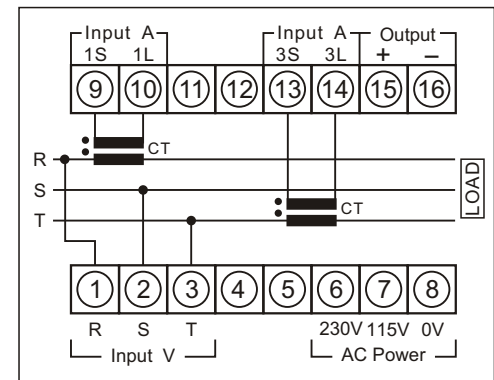 Input A Input A Output
1S 1L 3S 3L + –
9 10 11 12 13 14 15 16
CT
R
S
T
CT
LOAD
1 2 3 4 5 6 7 8
R S T 230V 115V 0V
Input V AC Power